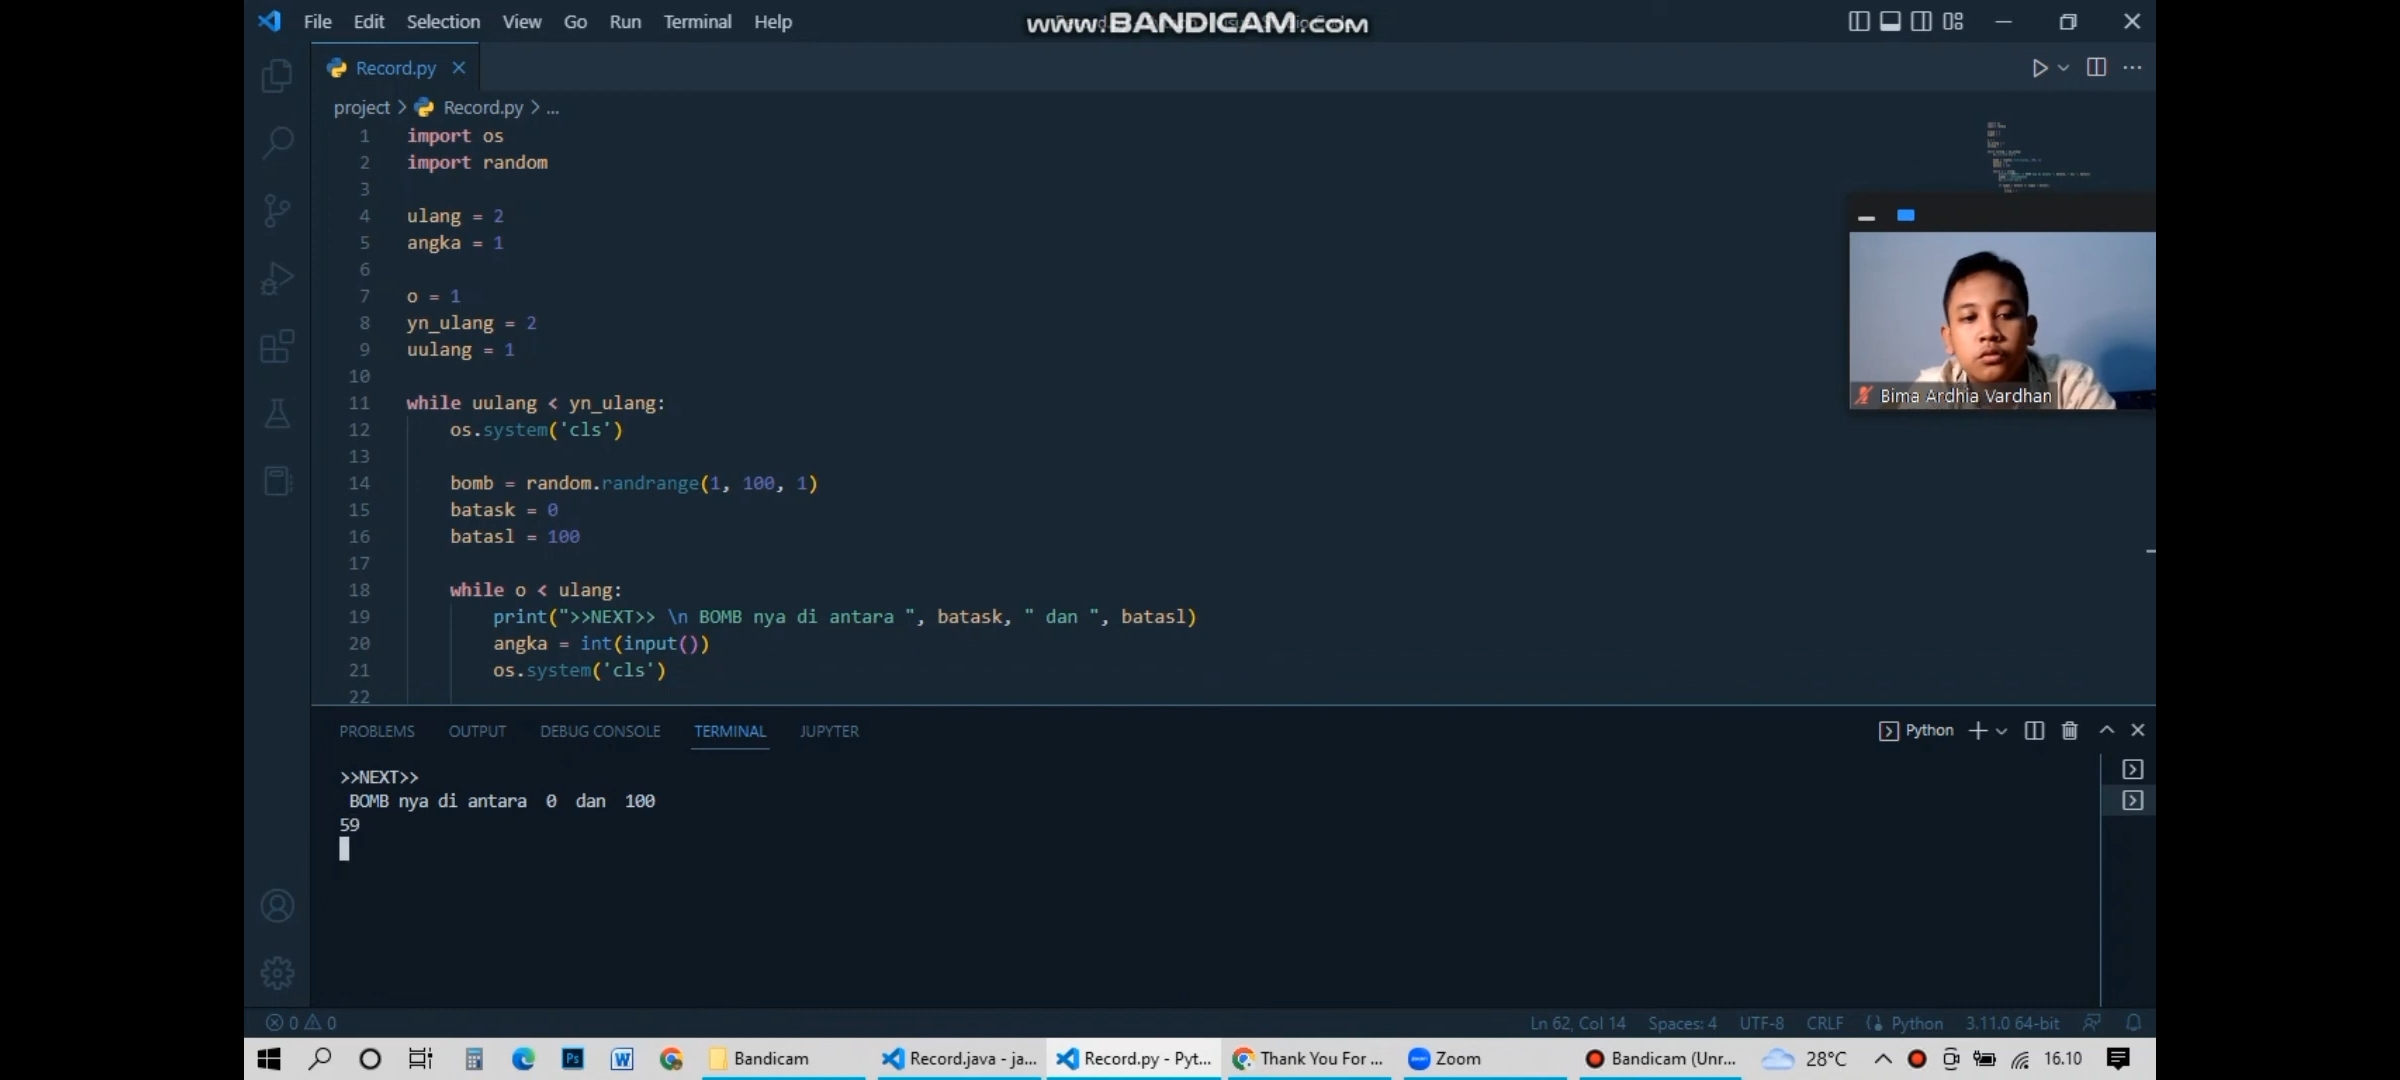 File Edit Selection View Go Run Terminal Help
www.BANDICAM.com
Record.py
project > Record.py > ...
1 import os
2 import random
3
4 ulang = 2
5 angka = 1
6
7 o = 1
8 yn_ulang = 2
9 uulang = 1
10
11 while uulang < yn_ulang:
12 os.system('cls')
13
14 bomb = random.randrange(1, 100, 1)
15 batask = 0
16 batasl = 100
17
18 while o < ulang:
19 print(">>NEXT>> \n BOMB nya di antara ", batask, " dan ", batasl)
20 angka = int(input())
21 os.system('cls')
22
Bima Ardhia Vardhan
PROBLEMS OUTPUT DEBUG CONSOLE TERMINAL JUPYTER
Python
>>NEXT>>
BOMB nya di antara 0 dan 100
59
0 0
Ln 62, Col 14 Spaces: 4 UTF-8 CRLF Python 3.11.0 64-bit
Bandicam Record.java - ja... Record.py - Pyt... Thank You For ... Zoom Bandicam (Unr... 28°C 16.10